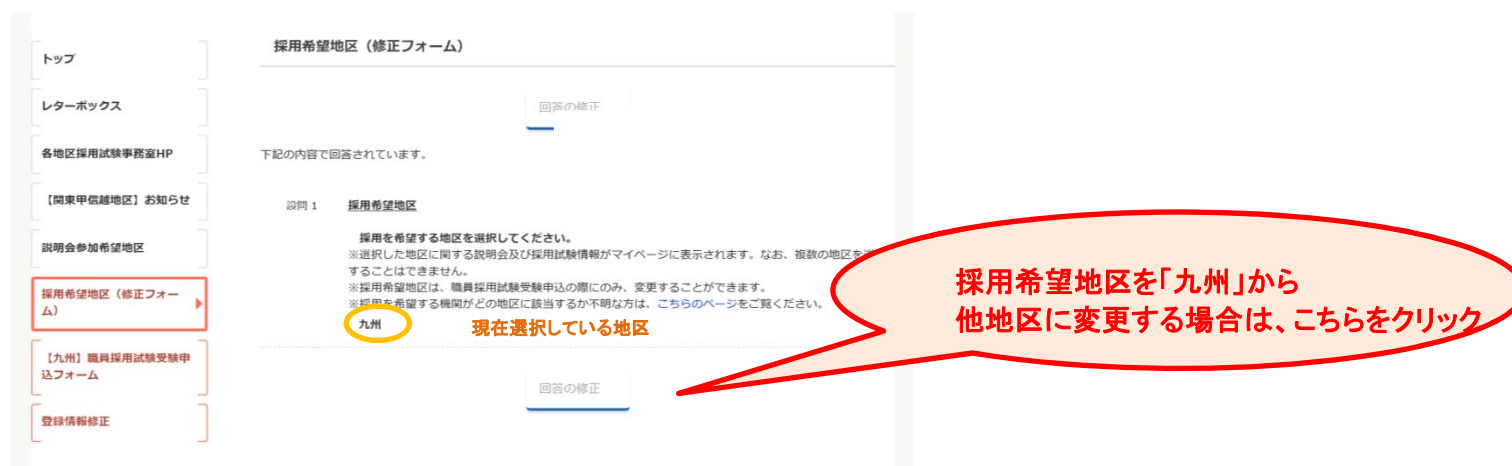 トップ
レターボックス
各地区採用試験事務室HP
【関東甲信越地区】お知らせ
説明会参加希望地区
採用希望地区（修正フォー
ム）
【九州】職員採用試験受験申
込フォーム
登録情報修正
採用希望地区（修正フォーム）
回答の修正
下記の内容で回答されています。
設問 1 採用希望地区
採用を希望する地区を選択してください。
※選択した地区に関する説明会及び採用試験情報がマイページに表示されます。なお、複数の地区を
することはできません。
※採用希望地区は、職員採用試験受験申込の際にのみ、変更することができます。
※採用を希望する機関がどの地区に該当するか不明な方は、こちらのページをご覧ください。
九州 現在選択している地区
回答の修正
採用希望地区を「九州」から
他地区に変更する場合は、こちらをクリック